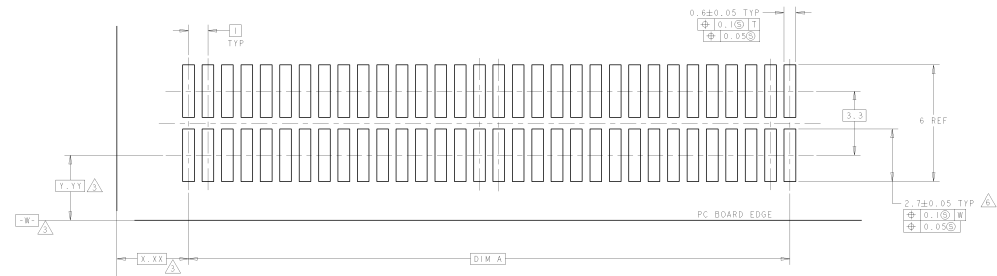 0.6±0.05 TYP
⌖ 0.1Ⓢ T
⌖ 0.05Ⓢ
1
TYP
3.3
6 REF
Y.YY 3
2.7±0.05 TYP 6
⌖ 0.1Ⓢ W
⌖ 0.05Ⓢ
-W-
3
PC BOARD EDGE
X.XX
3
DIM A